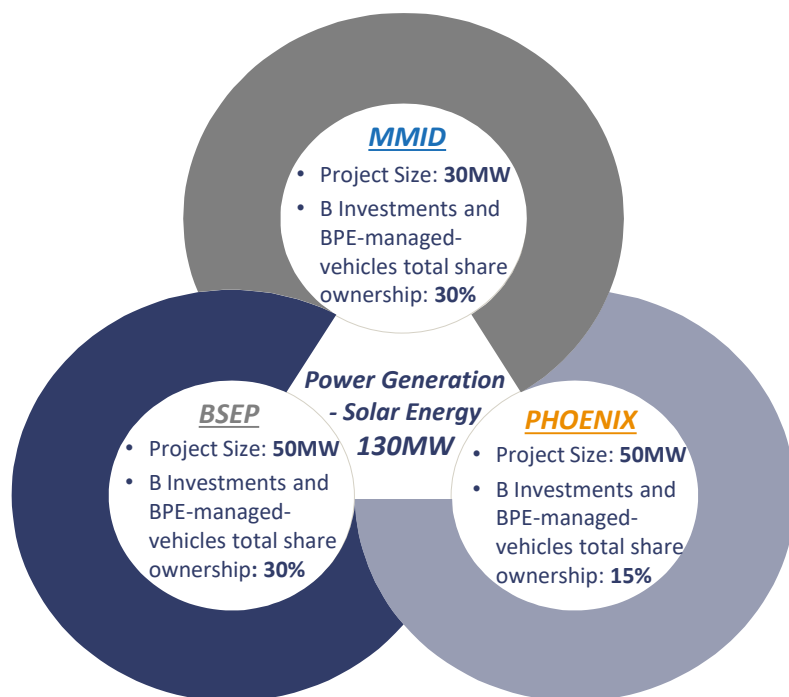 MMID
• Project Size: 30MW
• B Investments and
BPE-managed-
vehicles total share
ownership: 30%
Power Generation
- Solar Energy
130MW
BSEP
• Project Size: 50MW
• B Investments and
BPE-managed-
vehicles total share
ownership: 30%
PHOENIX
• Project Size: 50MW
• B Investments and
BPE-managed-
vehicles total share
ownership: 15%